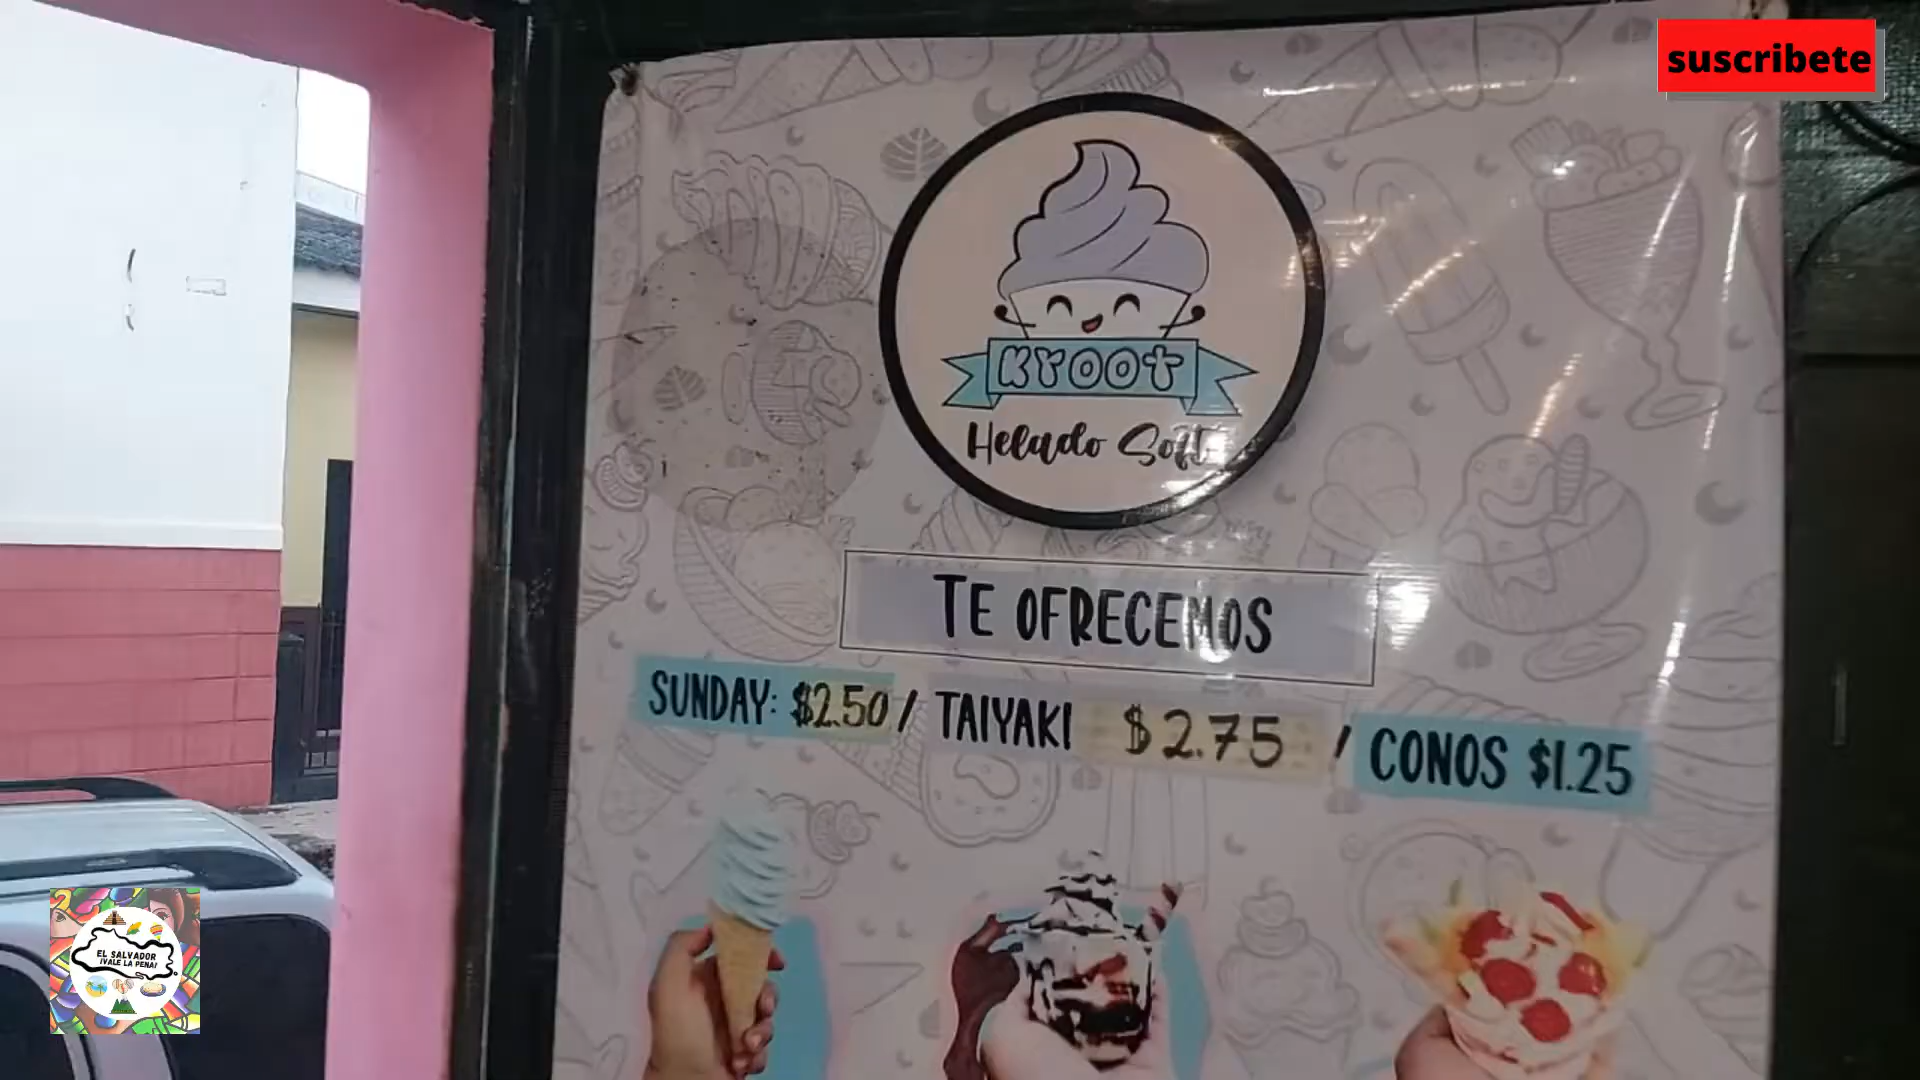 suscribete
KYOOT
Helado Soft
TE OFRECEMOS
SUNDAY: $2.50 / TAIYAKI $2.75 / CONOS $1.25
EL SALVADOR
¡VALE LA PENA!